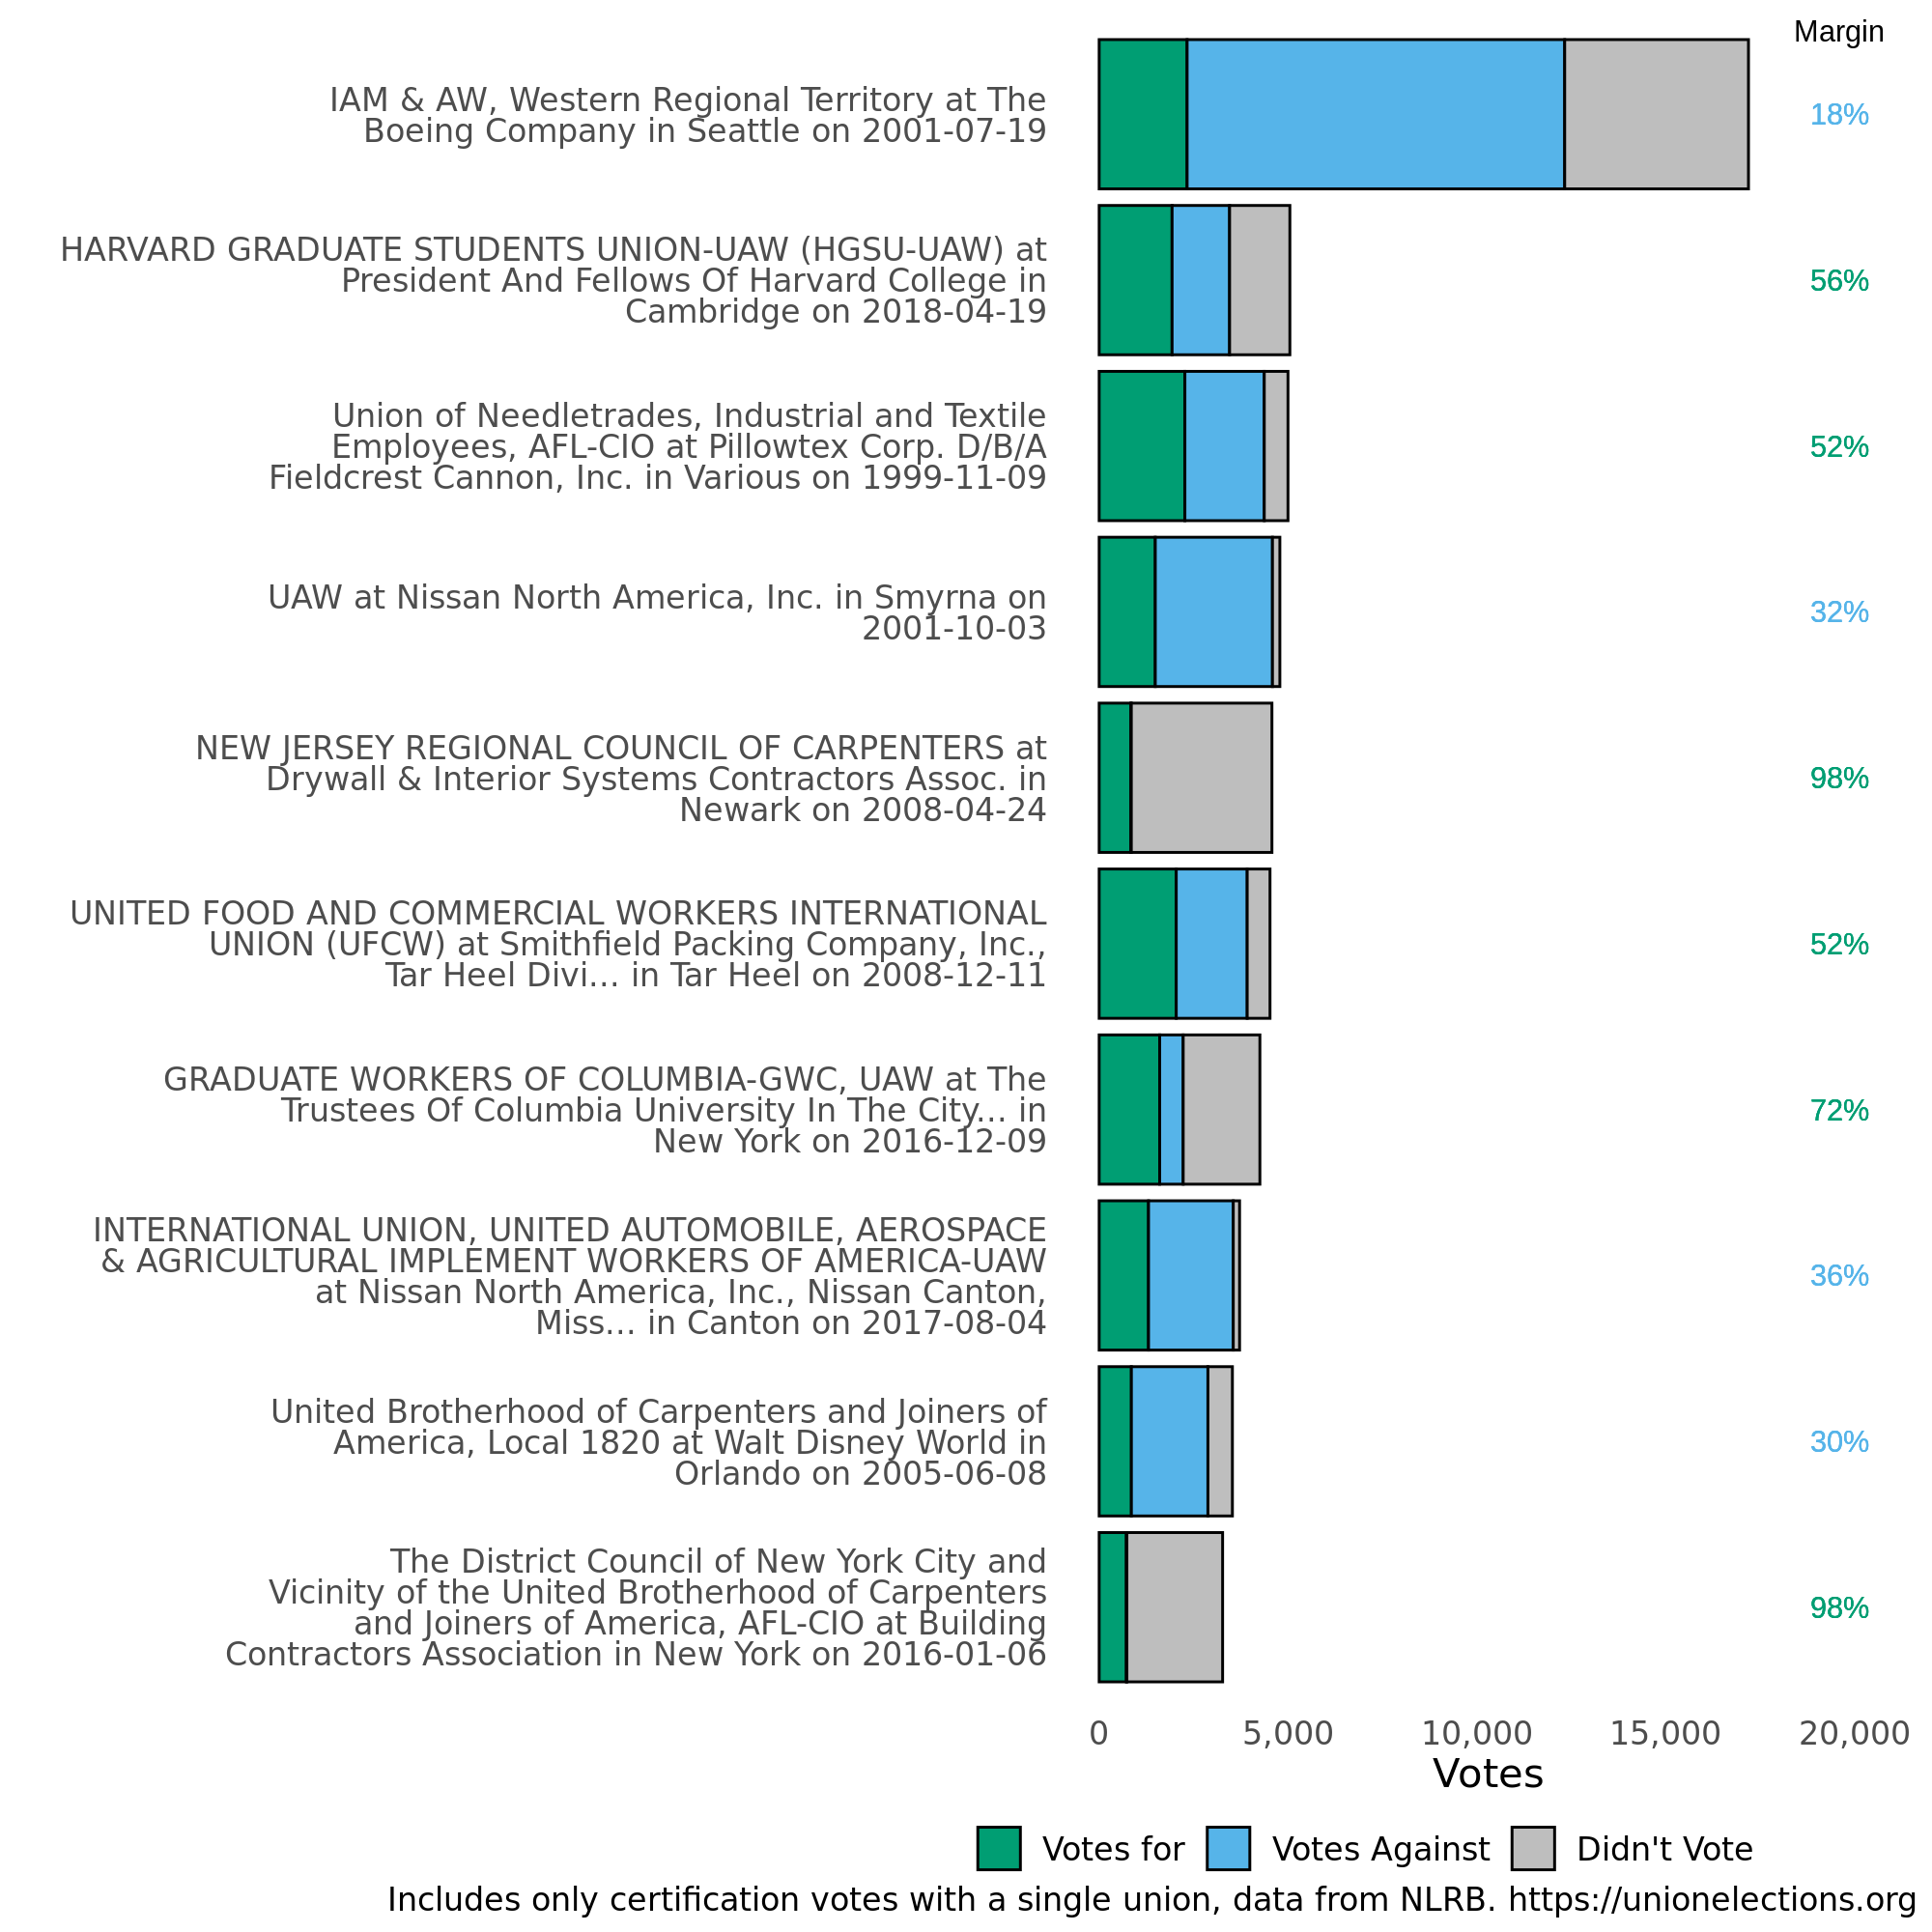 Margin
IAM & AW, Western Regional Territory at The
Boeing Company in Seattle on 2001-07-19
18%
HARVARD GRADUATE STUDENTS UNION-UAW (HGSU-UAW) at
President And Fellows Of Harvard College in
Cambridge on 2018-04-19
56%
Union of Needletrades, Industrial and Textile
Employees, AFL-CIO at Pillowtex Corp. D/B/A
Fieldcrest Cannon, Inc. in Various on 1999-11-09
52%
UAW at Nissan North America, Inc. in Smyrna on
2001-10-03
32%
NEW JERSEY REGIONAL COUNCIL OF CARPENTERS at
Drywall & Interior Systems Contractors Assoc. in
Newark on 2008-04-24
98%
UNITED FOOD AND COMMERCIAL WORKERS INTERNATIONAL
UNION (UFCW) at Smithfield Packing Company, Inc.,
Tar Heel Divi... in Tar Heel on 2008-12-11
52%
GRADUATE WORKERS OF COLUMBIA-GWC, UAW at The
Trustees Of Columbia University In The City... in
New York on 2016-12-09
72%
INTERNATIONAL UNION, UNITED AUTOMOBILE, AEROSPACE
& AGRICULTURAL IMPLEMENT WORKERS OF AMERICA-UAW
at Nissan North America, Inc., Nissan Canton,
Miss... in Canton on 2017-08-04
36%
United Brotherhood of Carpenters and Joiners of
America, Local 1820 at Walt Disney World in
Orlando on 2005-06-08
30%
The District Council of New York City and
Vicinity of the United Brotherhood of Carpenters
and Joiners of America, AFL-CIO at Building
Contractors Association in New York on 2016-01-06
98%
0 5,000 10,000 15,000 20,000
Votes
Votes for Votes Against Didn't Vote
Includes only certification votes with a single union, data from NLRB. https://unionelections.org